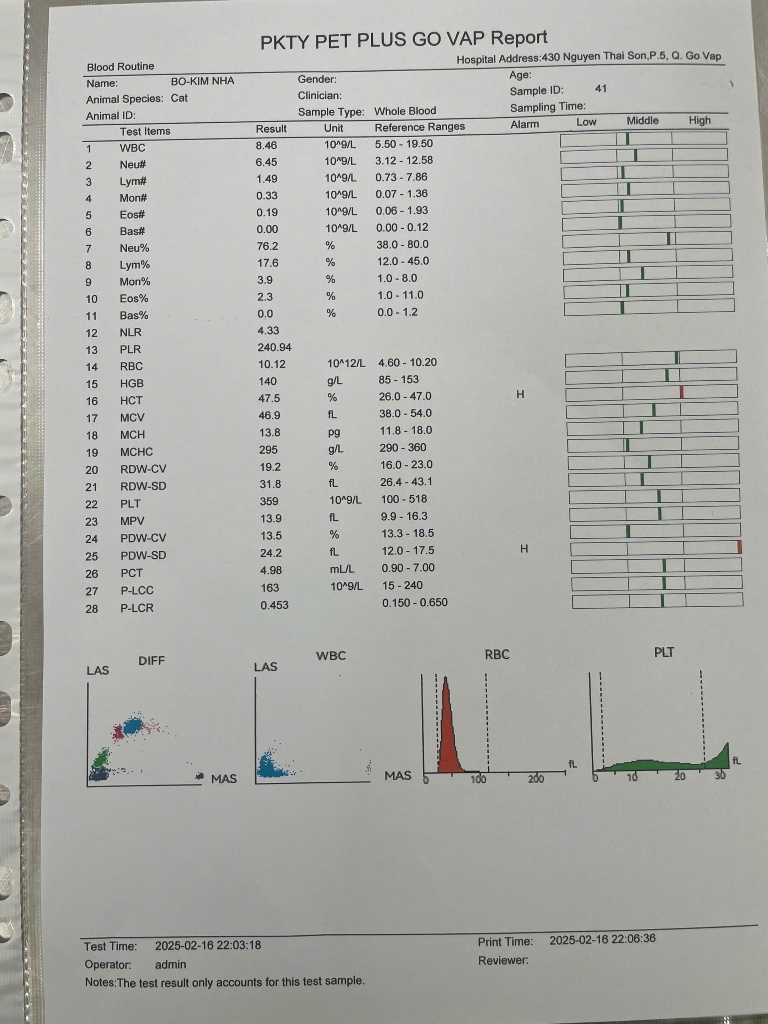 PKTY PET PLUS GO VAP Report
Blood Routine Hospital Address:430 Nguyen Thai Son,P.5, Q. Go Vap
Name: BO-KIM NHA Gender: Age:
Animal Species: Cat Clinician: Sample ID: 41
Animal ID: Sample Type: Whole Blood Sampling Time:
Test Items Result Unit Reference Ranges Alarm Low Middle High
1 WBC 8.46 10^9/L 5.50 - 19.50
2 Neu# 6.45 10^9/L 3.12 - 12.58
3 Lym# 1.49 10^9/L 0.73 - 7.86
4 Mon# 0.33 10^9/L 0.07 - 1.36
5 Eos# 0.19 10^9/L 0.06 - 1.93
6 Bas# 0.00 10^9/L 0.00 - 0.12
7 Neu% 76.2 % 38.0 - 80.0
8 Lym% 17.6 % 12.0 - 45.0
9 Mon% 3.9 % 1.0 - 8.0
10 Eos% 2.3 % 1.0 - 11.0
11 Bas% 0.0 % 0.0 - 1.2
12 NLR 4.33
13 PLR 240.94
14 RBC 10.12 10^12/L 4.60 - 10.20
15 HGB 140 g/L 85 - 153
16 HCT 47.5 % 26.0 - 47.0 H
17 MCV 46.9 fL 38.0 - 54.0
18 MCH 13.8 pg 11.8 - 18.0
19 MCHC 295 g/L 290 - 360
20 RDW-CV 19.2 % 16.0 - 23.0
21 RDW-SD 31.8 fL 26.4 - 43.1
22 PLT 359 10^9/L 100 - 518
23 MPV 13.9 fL 9.9 - 16.3
24 PDW-CV 13.5 % 13.3 - 18.5
25 PDW-SD 24.2 fL 12.0 - 17.5 H
26 PCT 4.98 mL/L 0.90 - 7.00
27 P-LCC 163 10^9/L 15 - 240
28 P-LCR 0.453 0.150 - 0.650
DIFF WBC RBC PLT
LAS LAS
fL fL
MAS MAS
0 100 200 0 10 20 30
Test Time: 2025-02-16 22:03:18 Print Time: 2025-02-16 22:06:36
Operator: admin Reviewer:
Notes:The test result only accounts for this test sample.